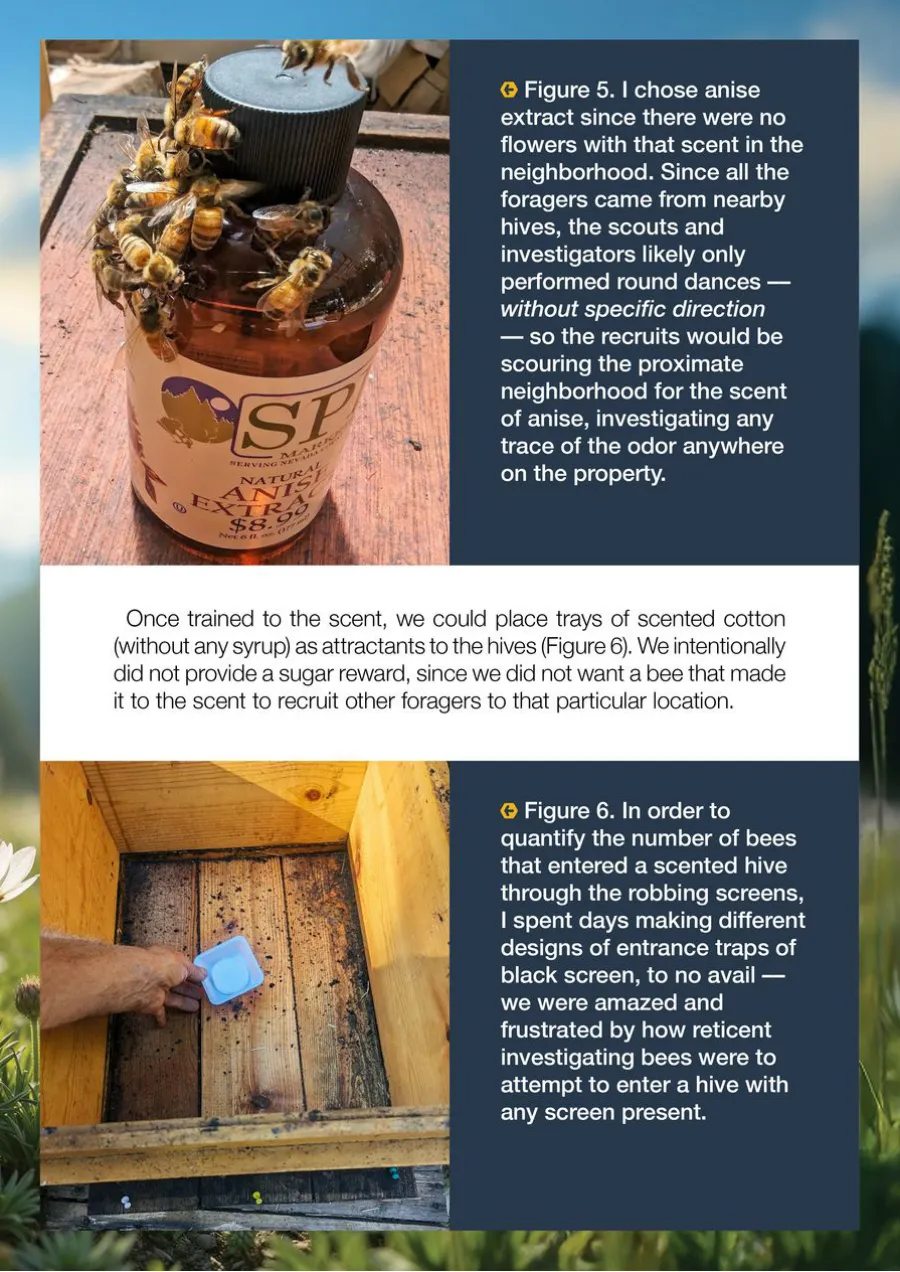 Figure 5. I chose anise
extract since there were no
flowers with that scent in the
neighborhood. Since all the
foragers came from nearby
hives, the scouts and
investigators likely only
performed round dances —
without specific direction
— so the recruits would be
scouring the proximate
neighborhood for the scent
of anise, investigating any
trace of the odor anywhere
on the property.
SP
MARK
SERVING NEVADA
NATURAL
ANISE
EXTRAC
$8.99
Once trained to the scent, we could place trays of scented cotton
(without any syrup) as attractants to the hives (Figure 6). We intentionally
did not provide a sugar reward, since we did not want a bee that made
it to the scent to recruit other foragers to that particular location.
Figure 6. In order to
quantify the number of bees
that entered a scented hive
through the robbing screens,
I spent days making different
designs of entrance traps of
black screen, to no avail —
we were amazed and
frustrated by how reticent
investigating bees were to
attempt to enter a hive with
any screen present.